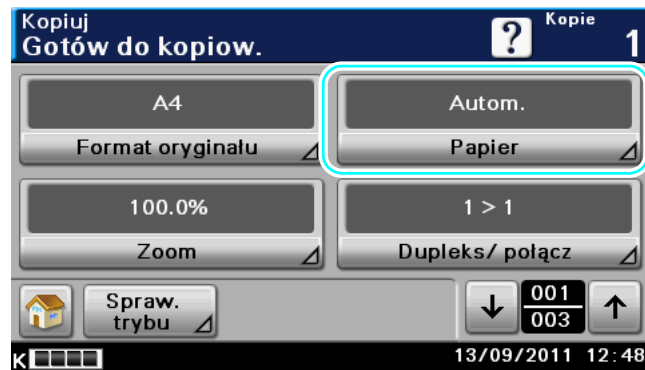 Kopiuj
Gotów do kopiow.
? Kopie
1
A4
Autom.
Format oryginału
Papier
100.0%
1 > 1
Zoom
Dupleks/ połącz
Spraw.
trybu
↓ 001 ↑
003
K
13/09/2011 12:48